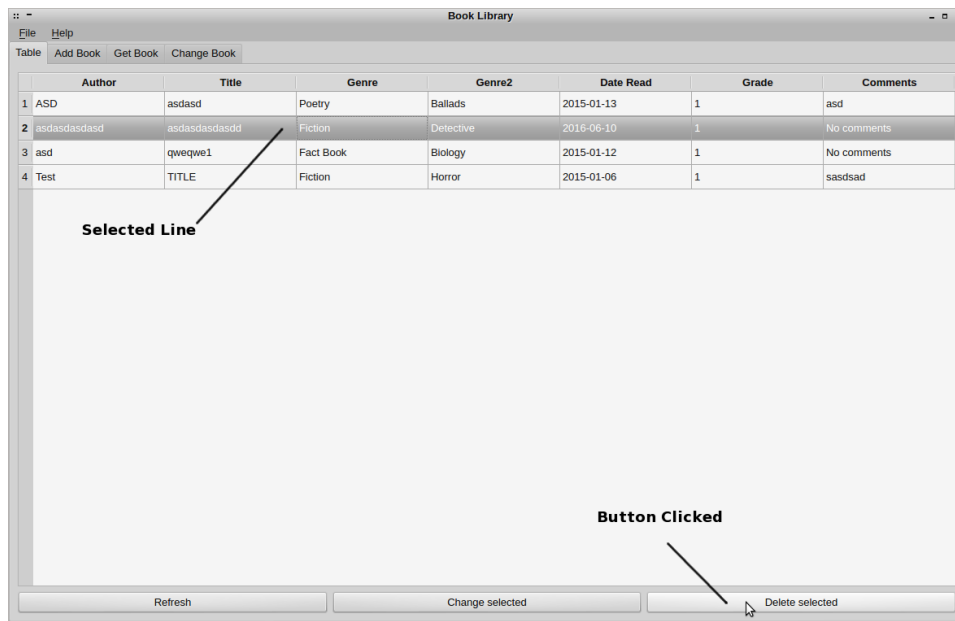 Book Library
File Help
Table Add Book Get Book Change Book
Author Title Genre Genre2 Date Read Grade Comments
1 ASD asdasd Poetry Ballads 2015-01-13 1 asd
2 asdasdasdasd asdasdasdasdd Fiction Detective 2016-06-10 1 No comments
3 asd qweqwe1 Fact Book Biology 2015-01-12 1 No comments
4 Test TITLE Fiction Horror 2015-01-06 1 sasdsad
Selected Line
Button Clicked
Refresh Change selected Delete selected